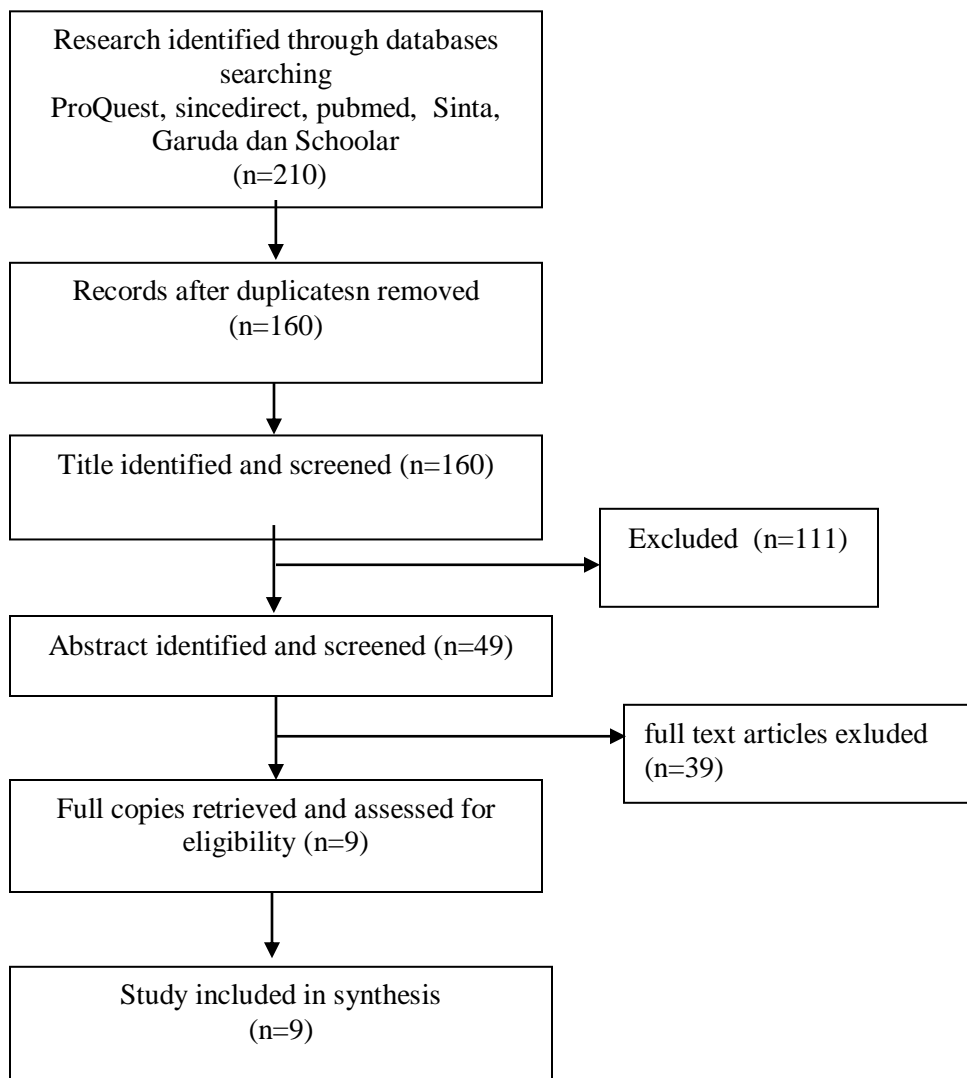 Research identified through databases
searching
ProQuest, sincedirect, pubmed, Sinta,
Garuda dan Schoolar
(n=210)
Records after duplicatesn removed
(n=160)
Title identified and screened (n=160)
Excluded (n=111)
Abstract identified and screened (n=49)
full text articles exluded
(n=39)
Full copies retrieved and assessed for
eligibility (n=9)
Study included in synthesis
(n=9)